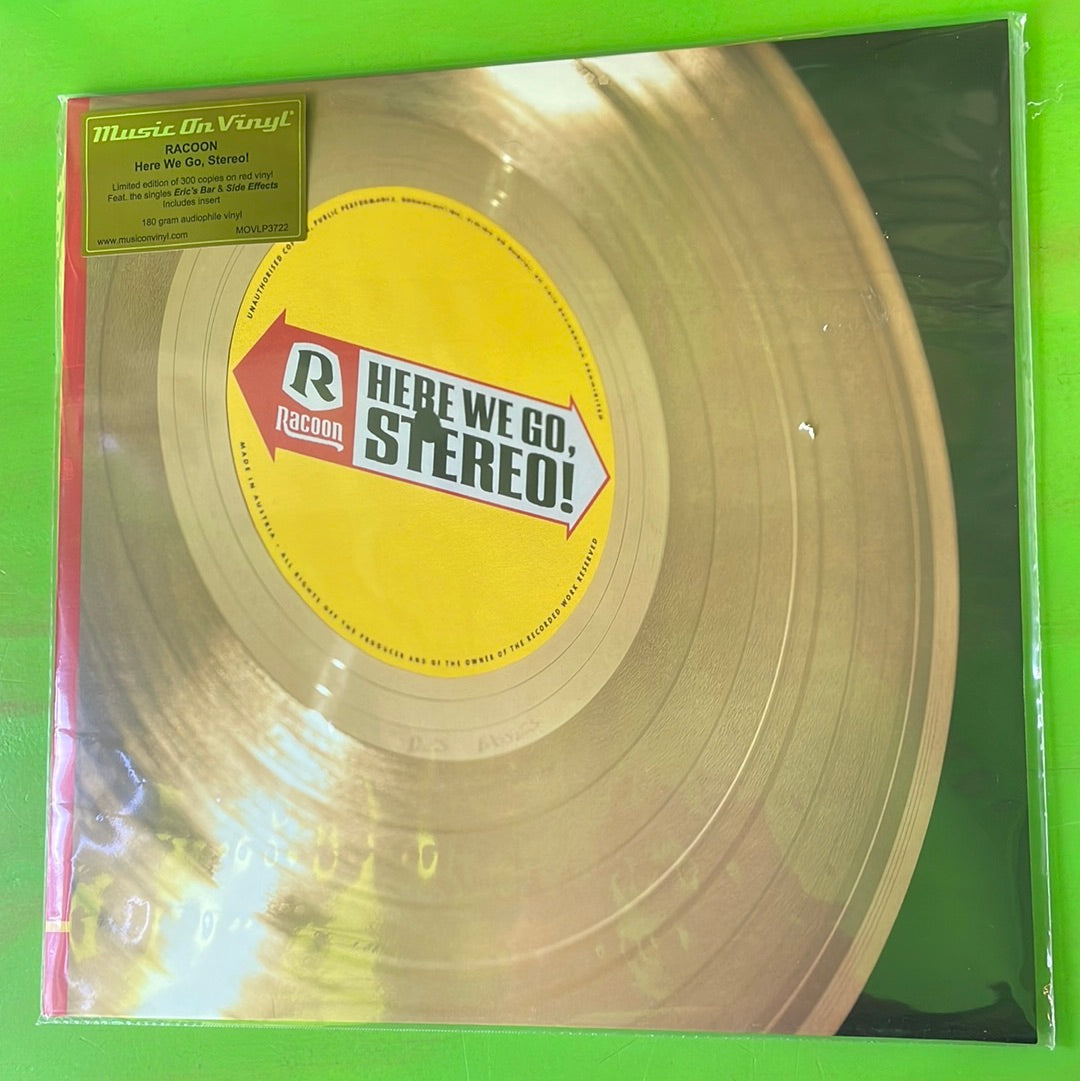 Music On Vinyl
RACOON
Here We Go, Stereo!
Limited edition of 300 copies on red vinyl
Feat. the singles Eric's Bar & Side Effects
Includes insert
180 gram audiophile vinyl
www.musiconvinyl.com MOVLP3722
UNAUTHORISED PUBLIC PERFORMANCE, PROHIBITED
R
Racoon
HERE WE GO,
STEREO!
MADE IN AUSTRIA - ALL RIGHTS OFF THE PRODUCER AND OF THE OWNER OF THE RECORDED WORK RESERVED